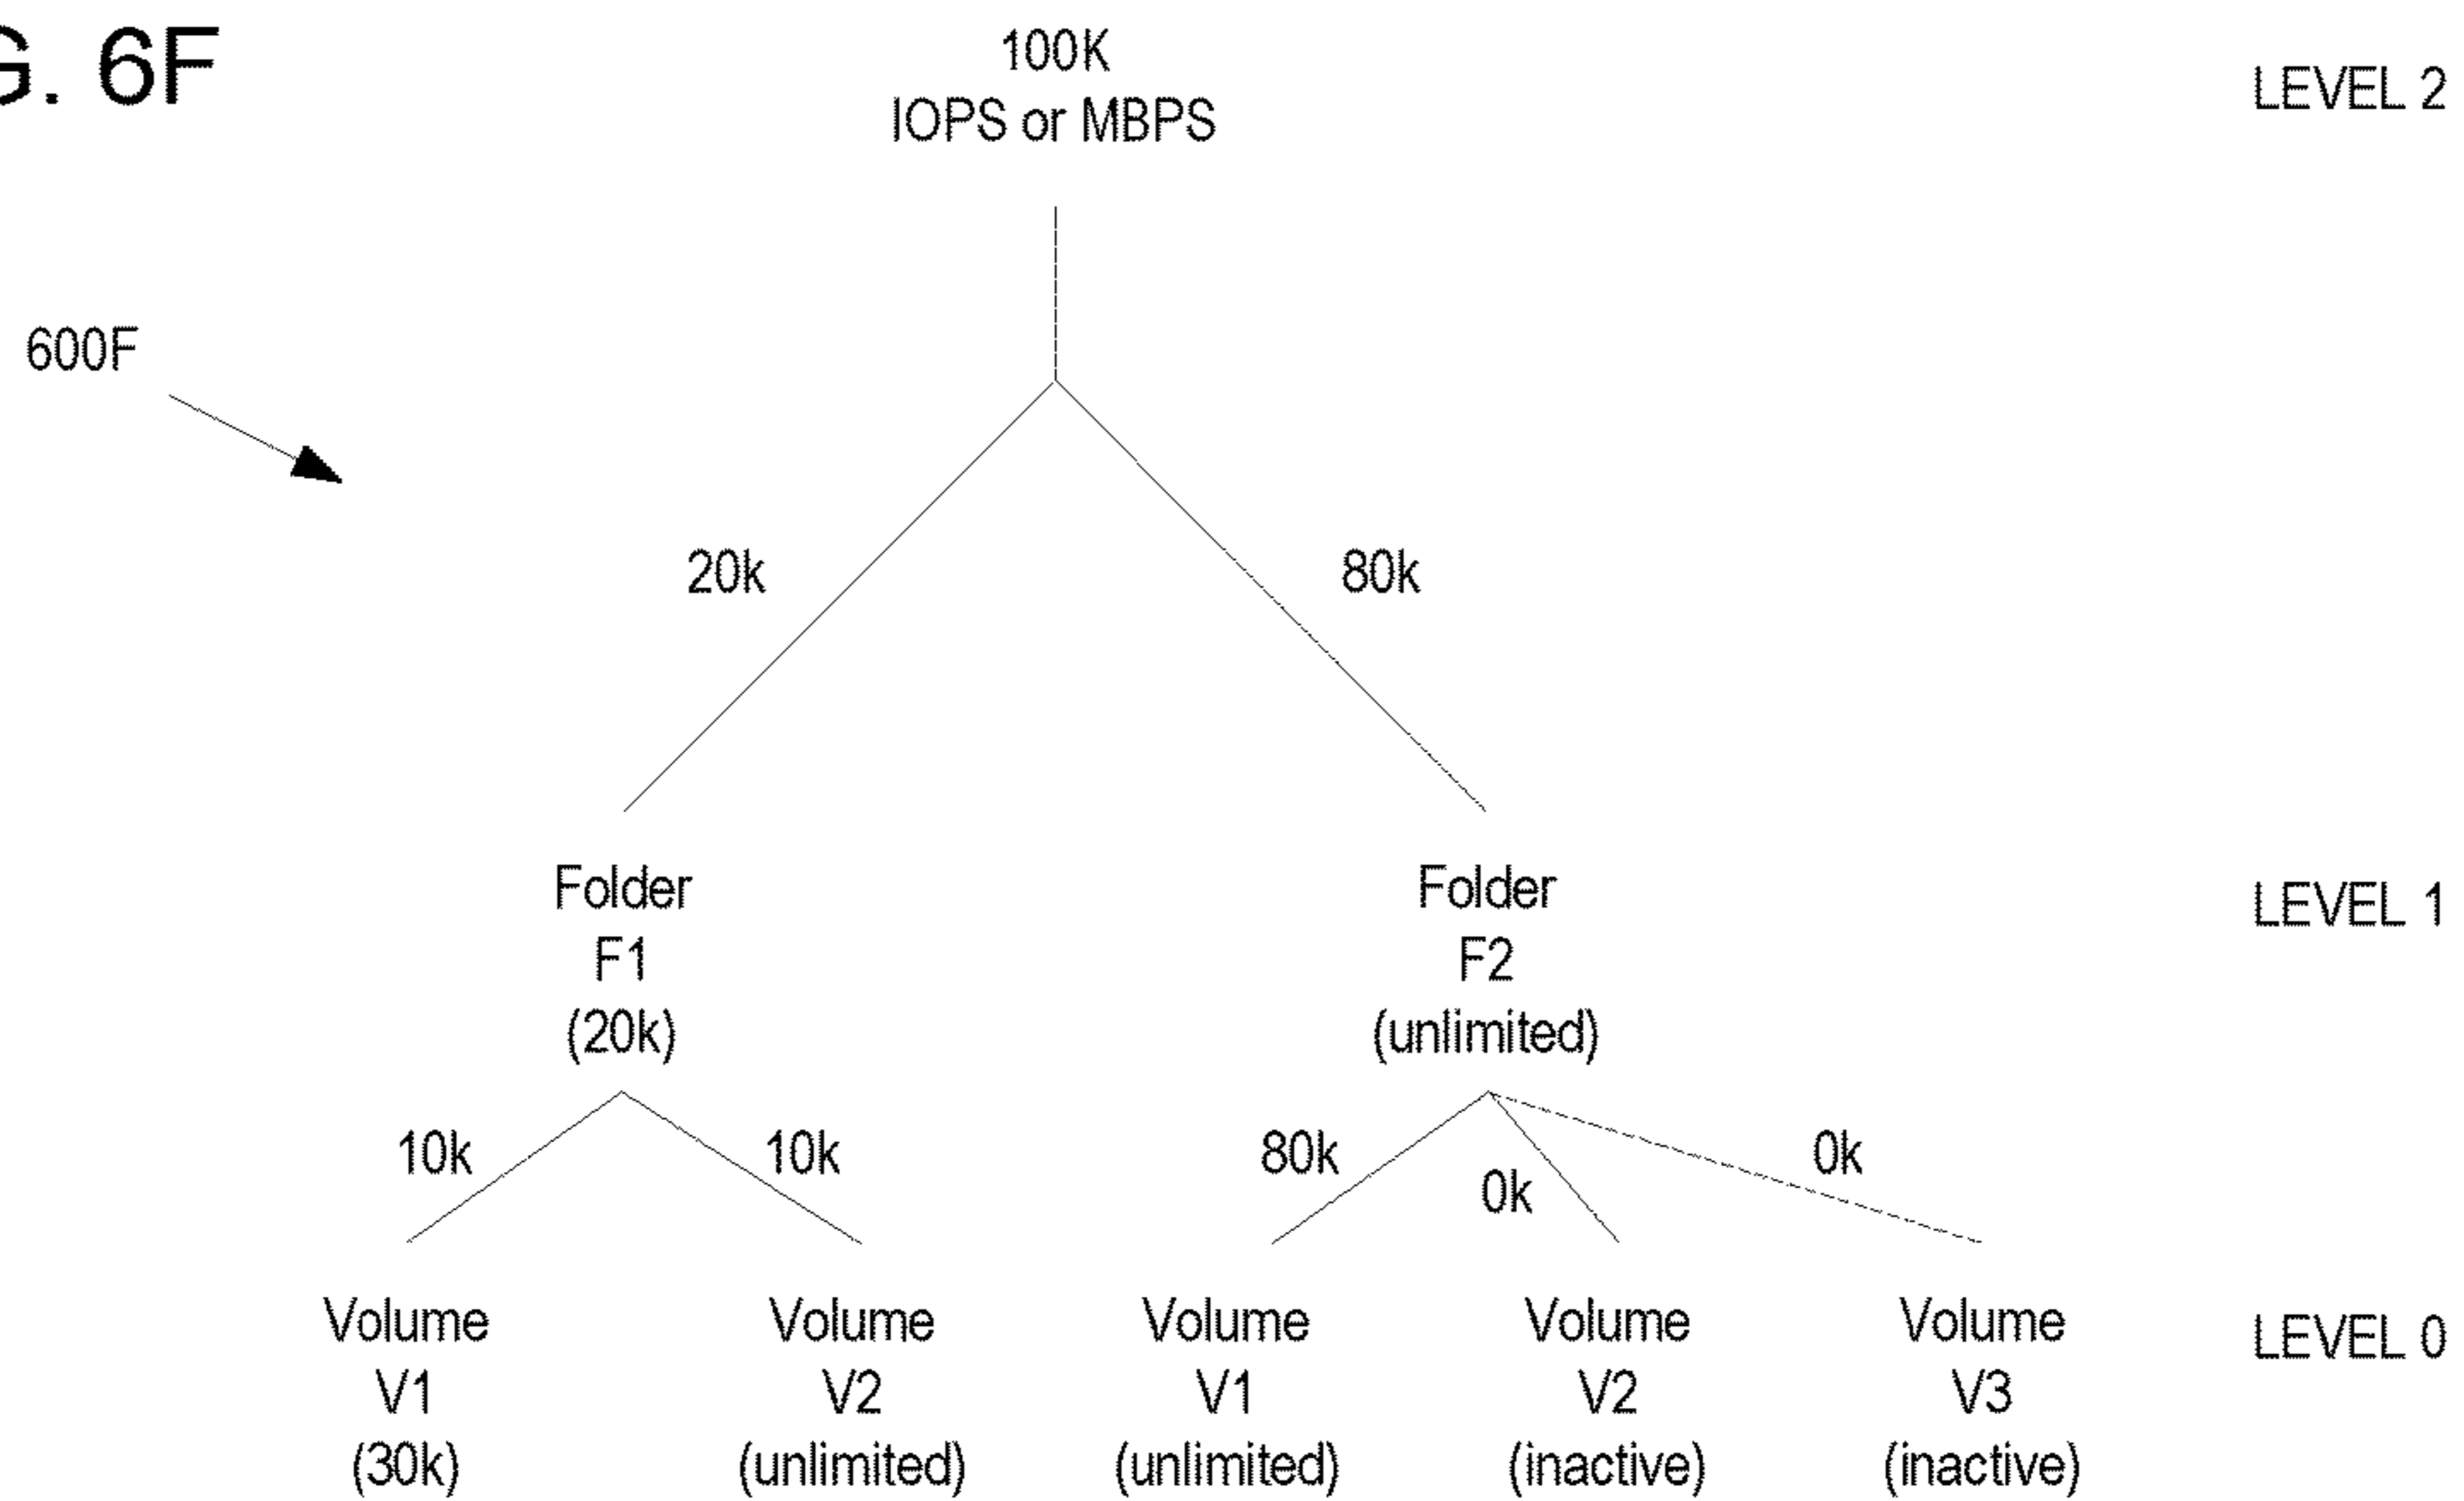 G. 6F
100K
IOPS or MBPS
LEVEL 2
600F
20k
80k
Folder
F1
(20k)
Folder
F2
(unlimited)
LEVEL 1
10k
10k
80k
0k
0k
Volume
V1
(30k)
Volume
V2
(unlimited)
Volume
V1
(unlimited)
Volume
V2
(inactive)
Volume
V3
(inactive)
LEVEL 0